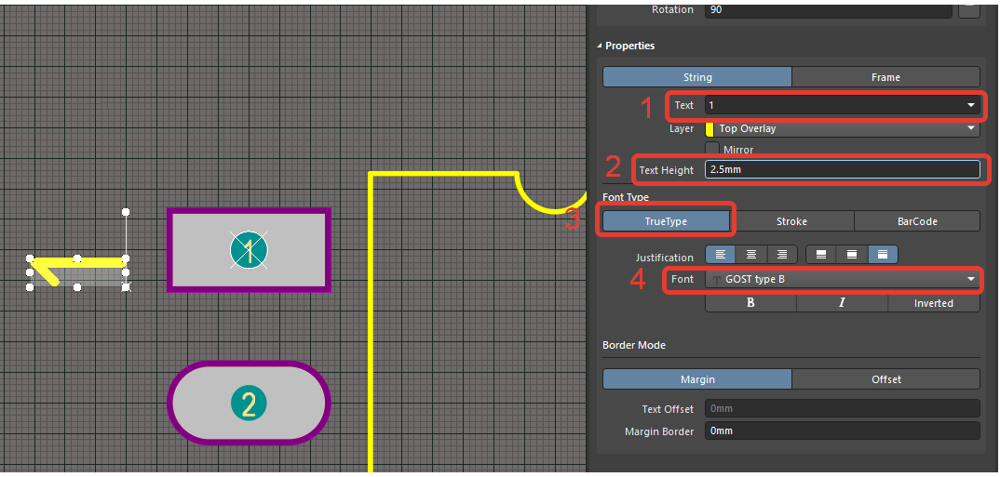 Rotation 90
Properties
String Frame
1 Text 1
Layer Top Overlay
Mirror
2 Text Height 2.5mm
Font Type
3 TrueType Stroke BarCode
Justification
4 Font T GOST type B
B I Inverted
Border Mode
Margin Offset
Text Offset 0mm
Margin Border 0mm
1
1
2